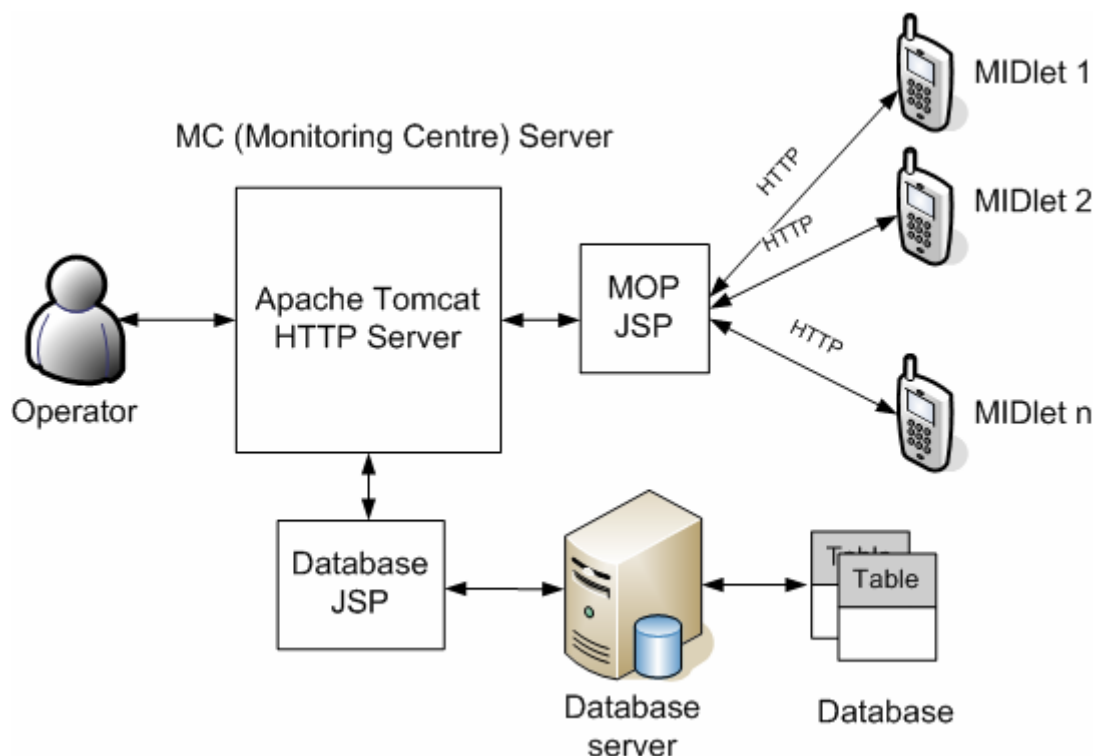 MIDlet 1
MC (Monitoring Centre) Server
HTTP
MIDlet 2
HTTP
Apache Tomcat
HTTP Server
MOP
JSP
HTTP
Operator
MIDlet n
Database
JSP
Table
Table
Database
server
Database